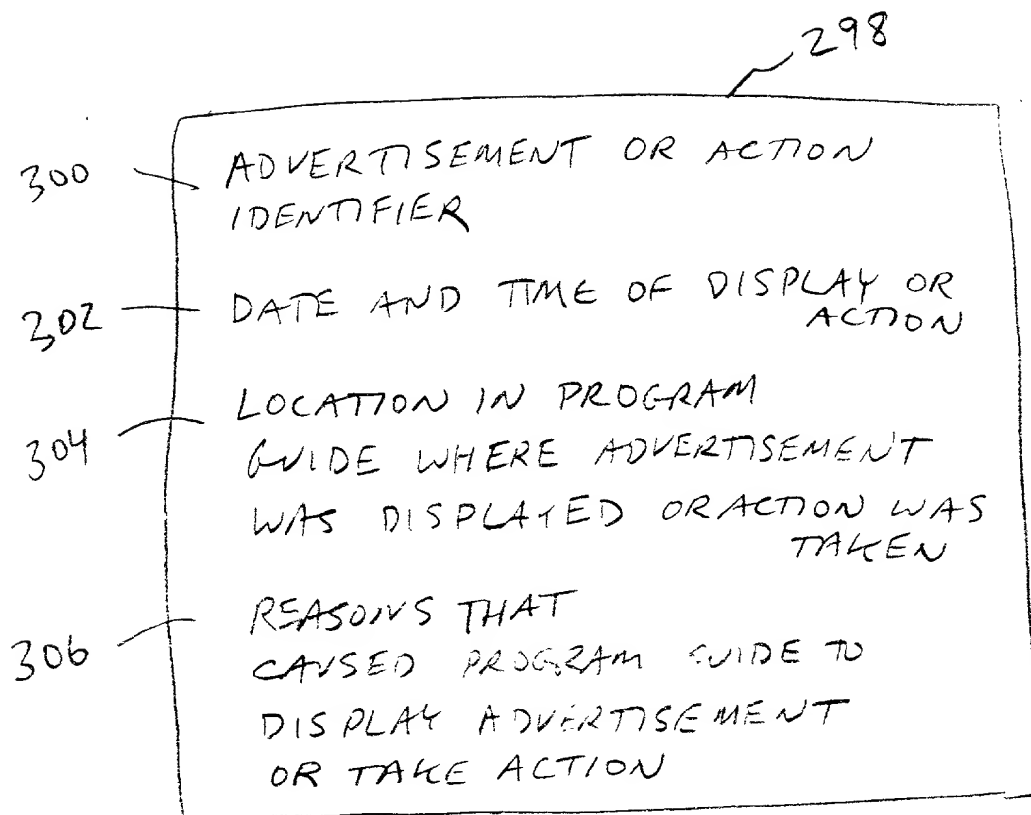 298
300 ADVERTISEMENT OR ACTION
IDENTIFIER
302 DATE AND TIME OF DISPLAY OR
ACTION
LOCATION IN PROGRAM
304 GUIDE WHERE ADVERTISEMENT
WAS DISPLAYED OR ACTION WAS
TAKEN
REASONS THAT
306 CAUSED PROGRAM GUIDE TO
DISPLAY ADVERTISEMENT
OR TAKE ACTION